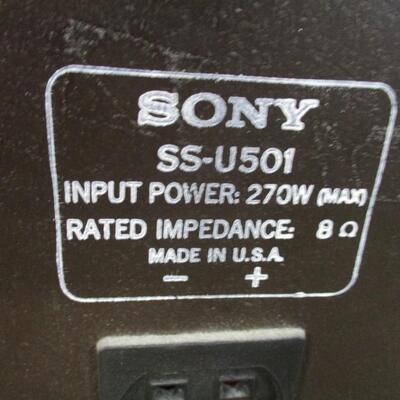 SONY
SS-U501
INPUT POWER: 270W (MAX)
RATED IMPEDANCE: 8 Ω
MADE IN U.S.A.
− +